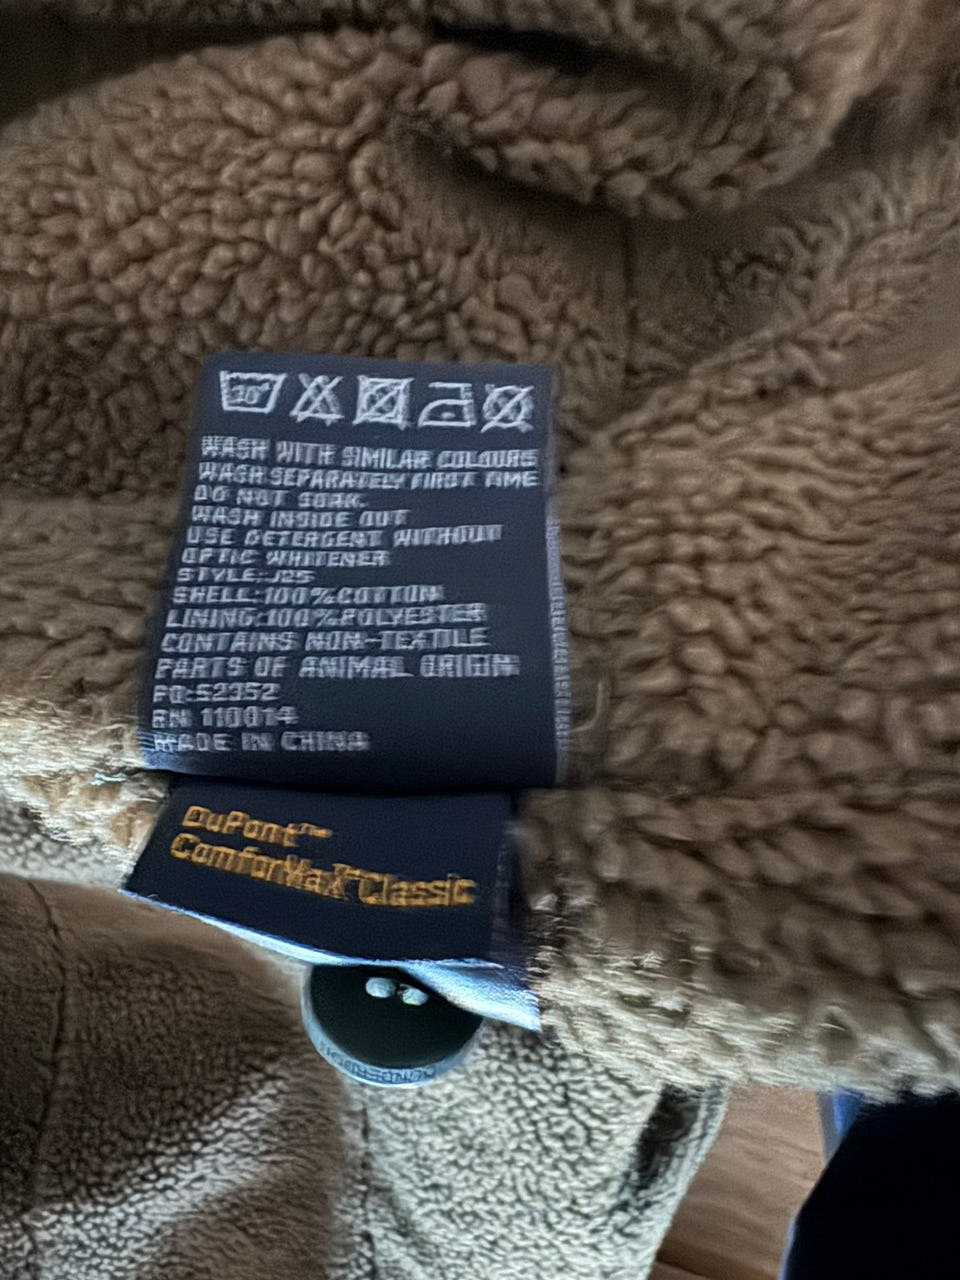 30°
WASH WITH SIMILAR COLOURS
WASH SEPARATELY FIRST TIME
DO NOT SOAK.
WASH INSIDE OUT
USE DETERGENT WITHOUT
OPTIC WHITENER
STYLE:J25
SHELL:100%COTTON
LINING:100%POLYESTER
CONTAINS NON-TEXTILE
PARTS OF ANIMAL ORIGIN
PO:52352
RN 110014
MADE IN CHINA
DuPont™
ComforMax™Classic